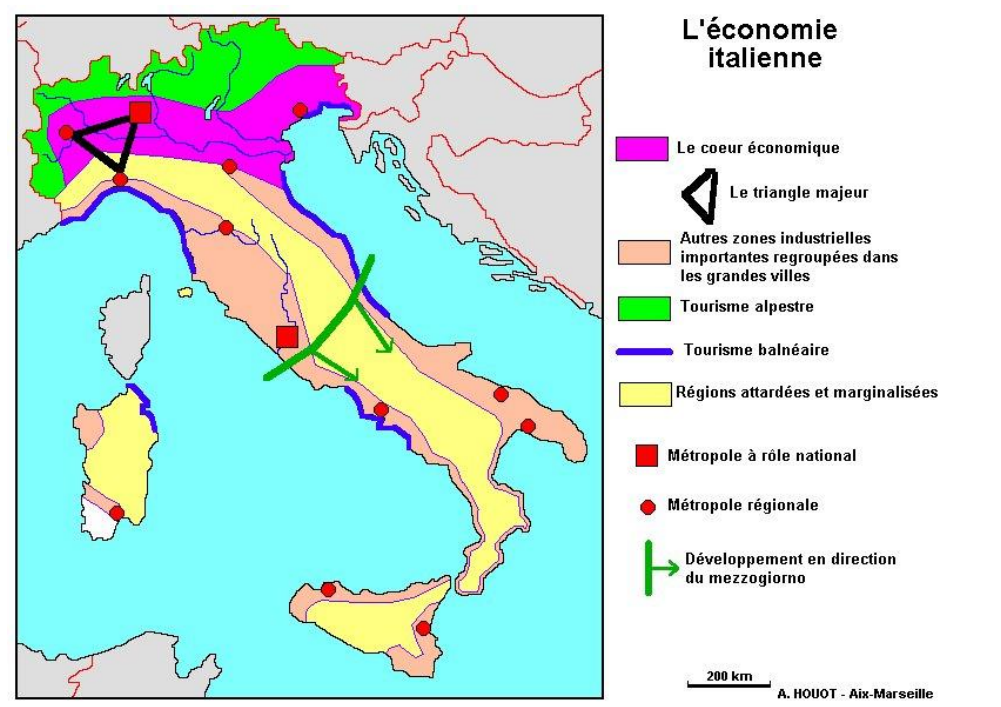 L'économie
italienne
Le coeur économique
Le triangle majeur
Autres zones industrielles
importantes regroupées dans
les grandes villes
Tourisme alpestre
Tourisme balnéaire
Régions attardées et marginalisées
Métropole à rôle national
Métropole régionale
Développement en direction
du mezzogiorno
200 km
A. HOUOT - Aix-Marseille